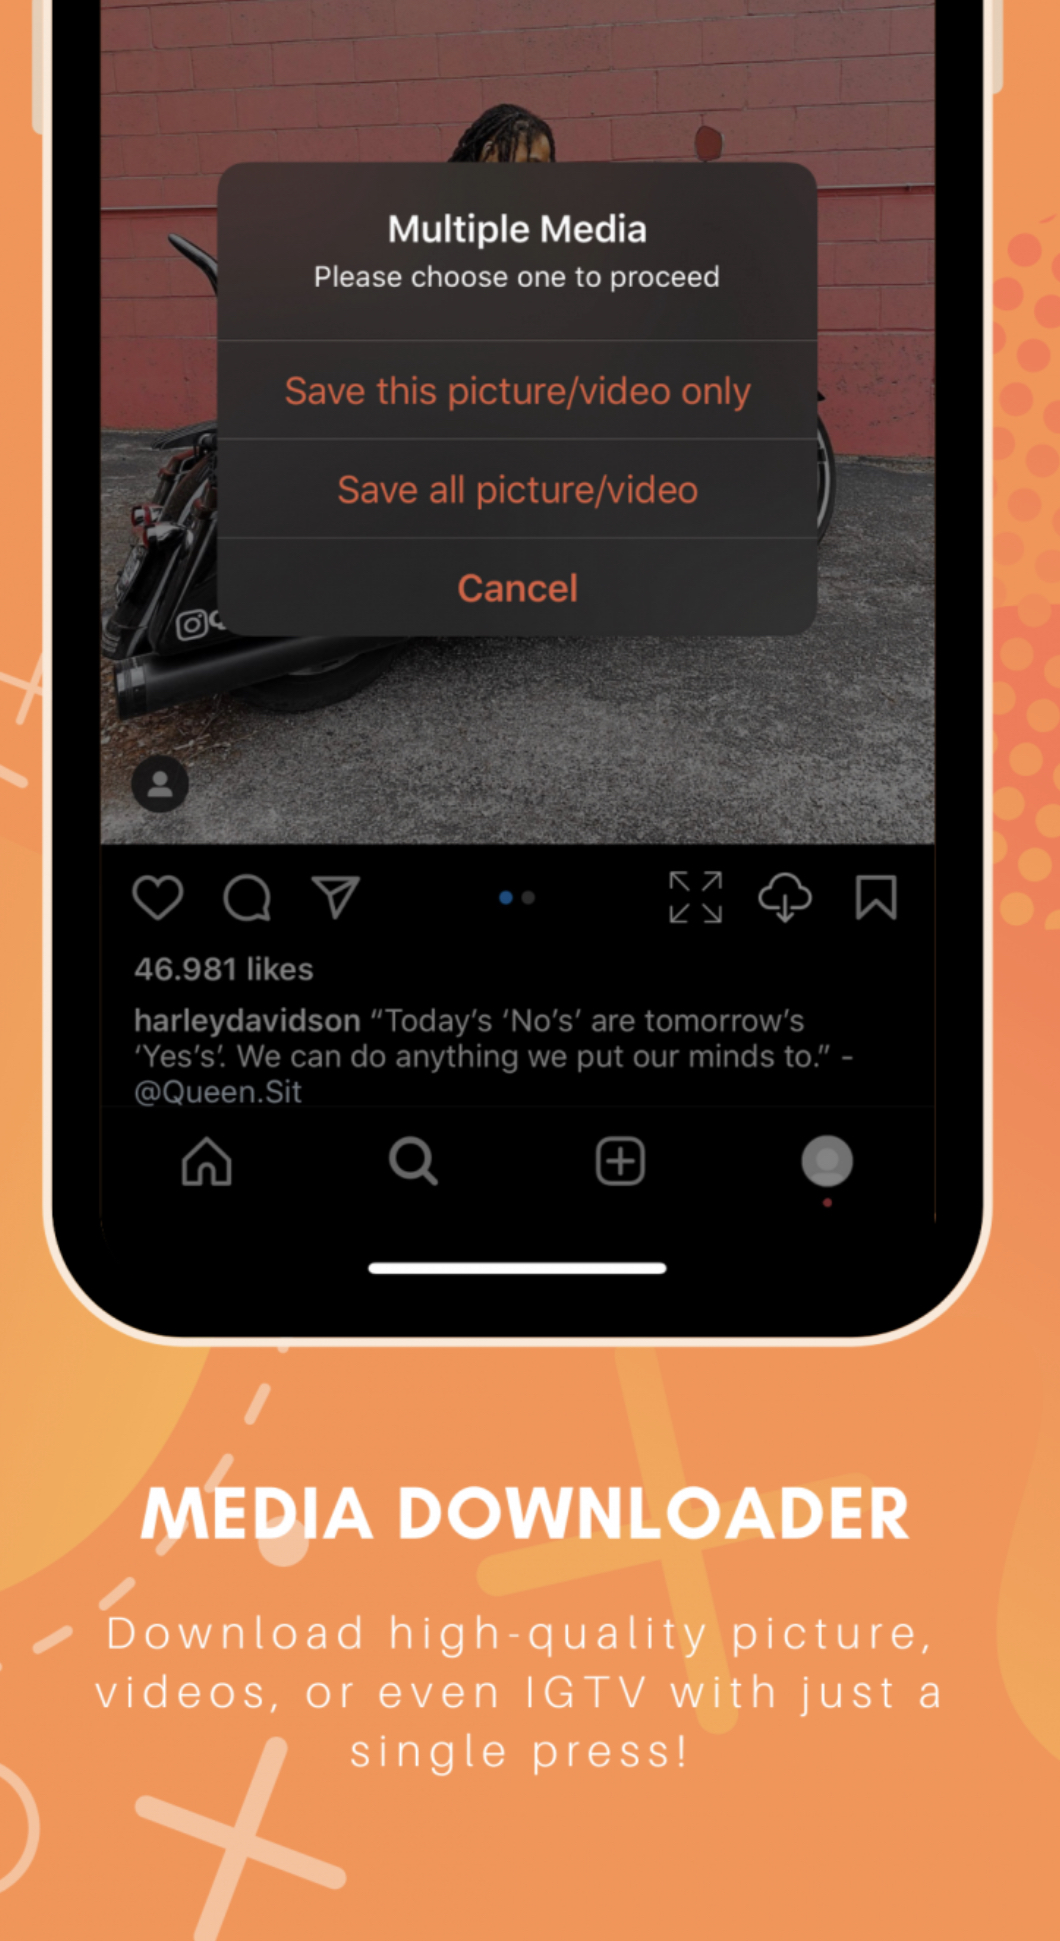 Multiple Media
Please choose one to proceed
Save this picture/video only
Save all picture/video
Cancel
46.981 likes
harleydavidson “Today’s ‘No’s’ are tomorrow’s
‘Yes’s’. We can do anything we put our minds to.” -
@Queen.Sit
MEDIA DOWNLOADER
Download high-quality picture,
videos, or even IGTV with just a
single press!